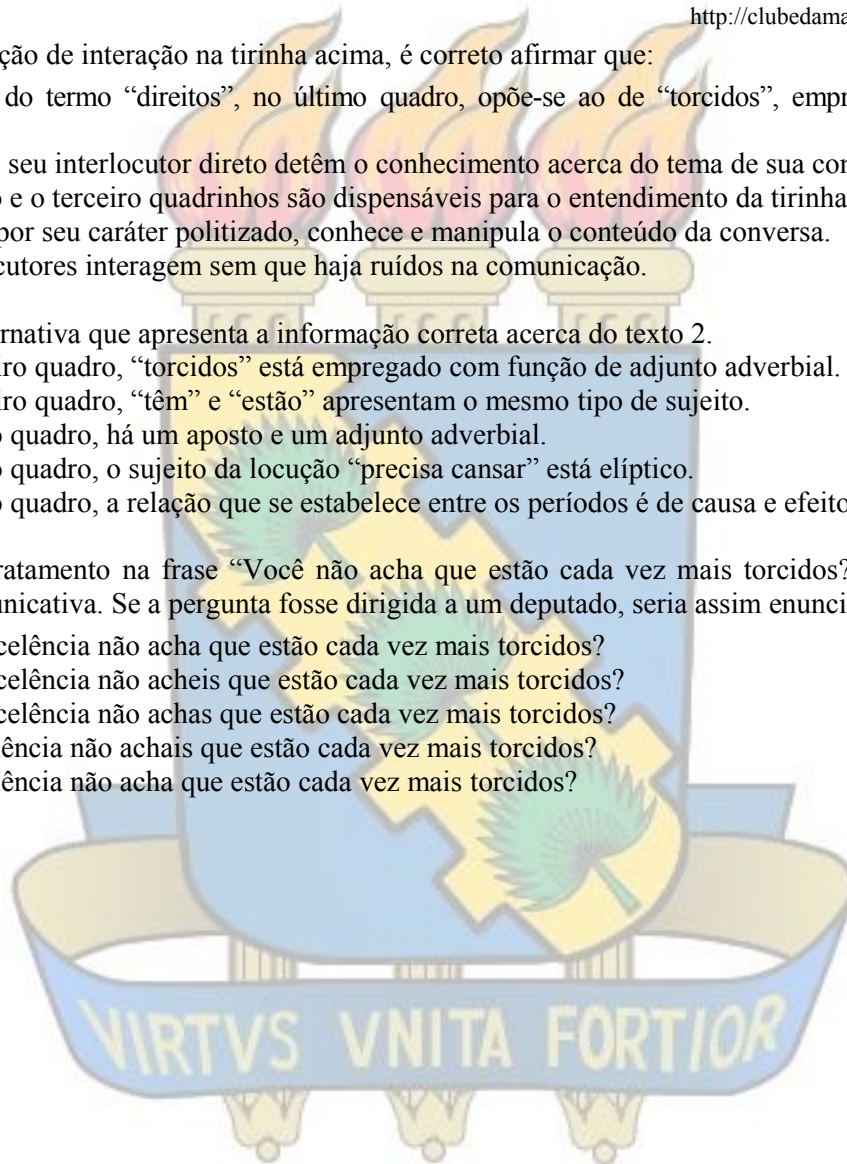 http://clubedama
ção de interação na tirinha acima, é correto afirmar que:
do termo “direitos”, no último quadro, opõe-se ao de “torcidos”, empr
seu interlocutor direto detêm o conhecimento acerca do tema de sua con
o e o terceiro quadrinhos são dispensáveis para o entendimento da tirinha
por seu caráter politizado, conhece e manipula o conteúdo da conversa.
cutores interagem sem que haja ruídos na comunicação.
ernativa que apresenta a informação correta acerca do texto 2.
iro quadro, “torcidos” está empregado com função de adjunto adverbial.
iro quadro, “têm” e “estão” apresentam o mesmo tipo de sujeito.
o quadro, há um aposto e um adjunto adverbial.
o quadro, o sujeito da locução “precisa cansar” está elíptico.
o quadro, a relação que se estabelece entre os períodos é de causa e efeito
ratamento na frase “Você não acha que estão cada vez mais torcidos?
unicativa. Se a pergunta fosse dirigida a um deputado, seria assim enunci
celência não acha que estão cada vez mais torcidos?
celência não acheis que estão cada vez mais torcidos?
celência não achas que estão cada vez mais torcidos?
lência não achais que estão cada vez mais torcidos?
lência não acha que estão cada vez mais torcidos?
VIRTVS VNITA FORTIOR